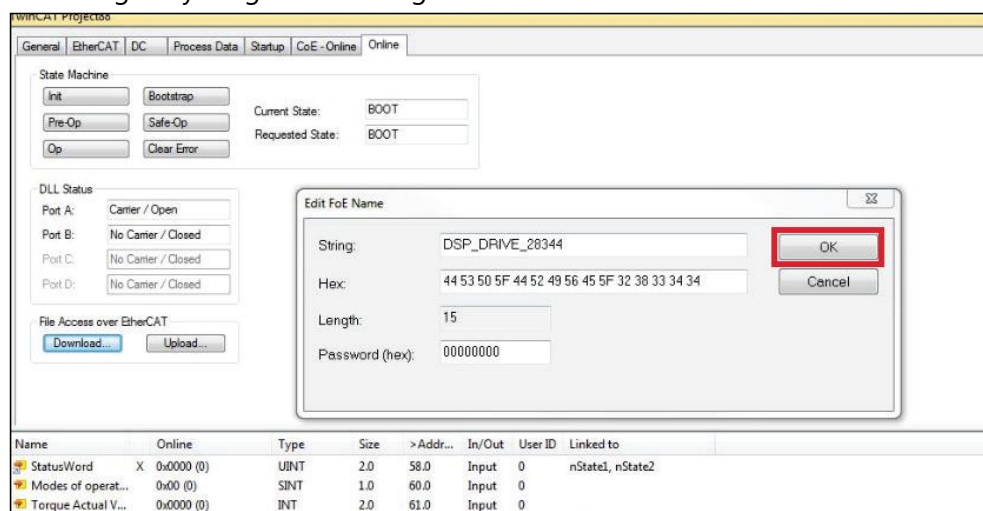 TwinCAT Project88
General EtherCAT DC Process Data Startup CoE - Online Online
State Machine
Init Bootstrap
Current State: BOOT
Pre-Op Safe-Op
Requested State: BOOT
Op Clear Error
DLL Status
Port A: Carrier / Open
Port B: No Carrier / Closed
Port C: No Carrier / Closed
Port D: No Carrier / Closed
File Access over EtherCAT
Download... Upload...
Edit FoE Name
String: DSP_DRIVE_28344
OK
Hex: 44 53 50 5F 44 52 49 56 45 5F 32 38 33 34 34
Cancel
Length: 15
Password (hex): 00000000
Name Online Type Size >Addr... In/Out User ID Linked to
StatusWord X 0x0000 (0) UINT 2.0 58.0 Input 0 nState1, nState2
Modes of operat... 0x00 (0) SINT 1.0 60.0 Input 0
Torque Actual V... 0x0000 (0) INT 2.0 61.0 Input 0